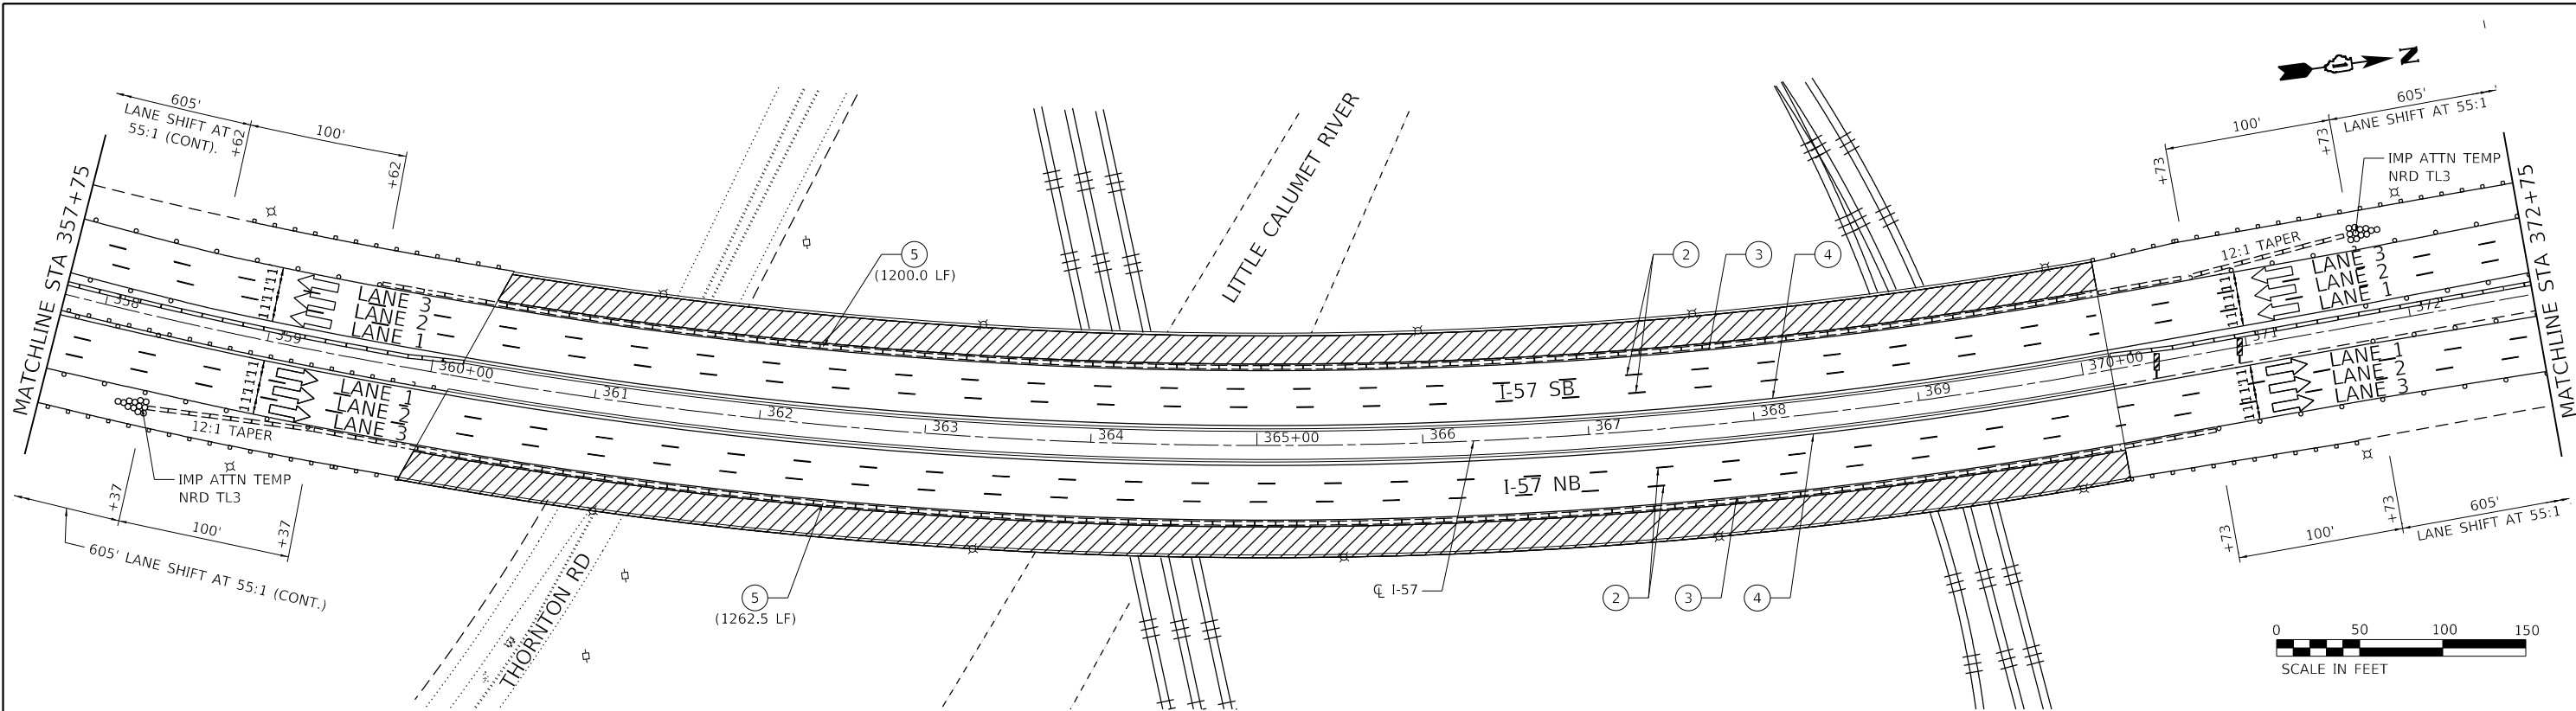 605'
LANE SHIFT AT
55:1 (CONT).
+62
100'
+62
MATCHLINE STA 357+75
LITTLE CALUMET RIVER
N
605'
LANE SHIFT AT 55:1
100'
+73
+73
IMP ATTN TEMP
NRD TL3
MATCHLINE STA 372+75
12:1 TAPER
5
(1200.0 LF)
2
3
4
LANE 3
LANE 2
LANE 1
LANE 3
LANE 2
LANE 1
358
359
360+00
361
362
363
364
365+00
366
367
368
369
370+00
371
372
I-57 SB
I-57 NB
LANE 1
LANE 2
LANE 3
LANE 1
LANE 2
LANE 3
12:1 TAPER
IMP ATTN TEMP
NRD TL3
+37
100'
+37
605' LANE SHIFT AT 55:1 (CONT.)
THORNTON RD
5
(1262.5 LF)
℄ I-57
2
3
4
+73
100'
+73
605'
LANE SHIFT AT 55:1
0 50 100 150
SCALE IN FEET